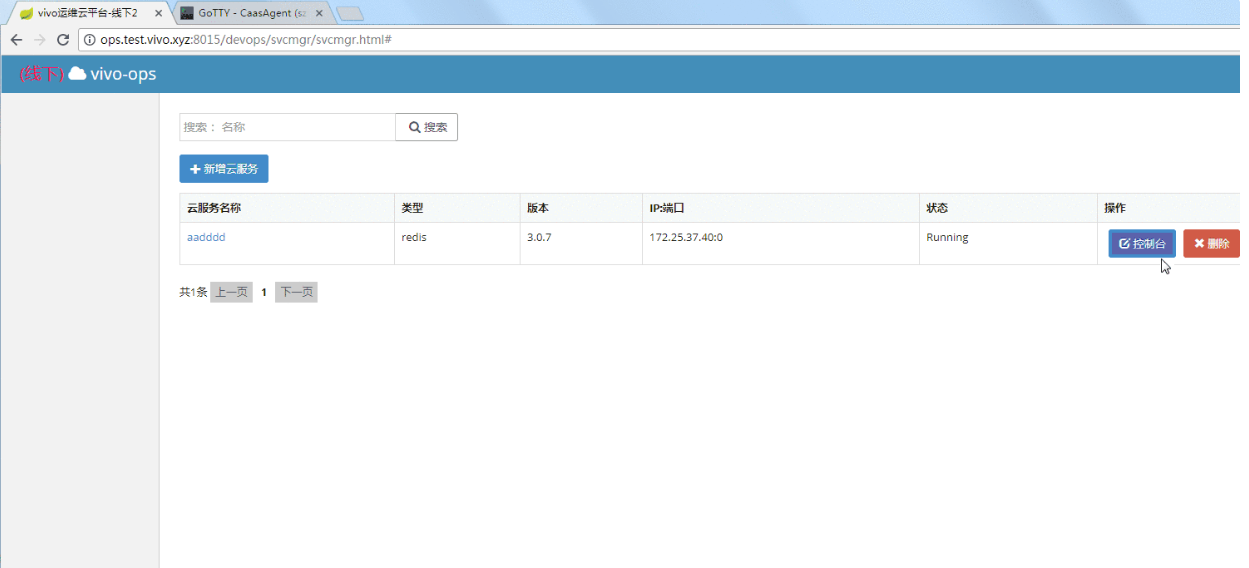 vivo运维云平台-线下2
GoTTY - CaasAgent (sz
ops.test.vivo.xyz:8015/devops/svcmgr/svcmgr.html#
(线下) vivo-ops
搜索： 名称 搜索
新增云服务
云服务名称 类型 版本 IP:端口 状态 操作
aadddd redis 3.0.7 172.25.37.40:0 Running 控制台 删除
共1条 上一页 1 下一页